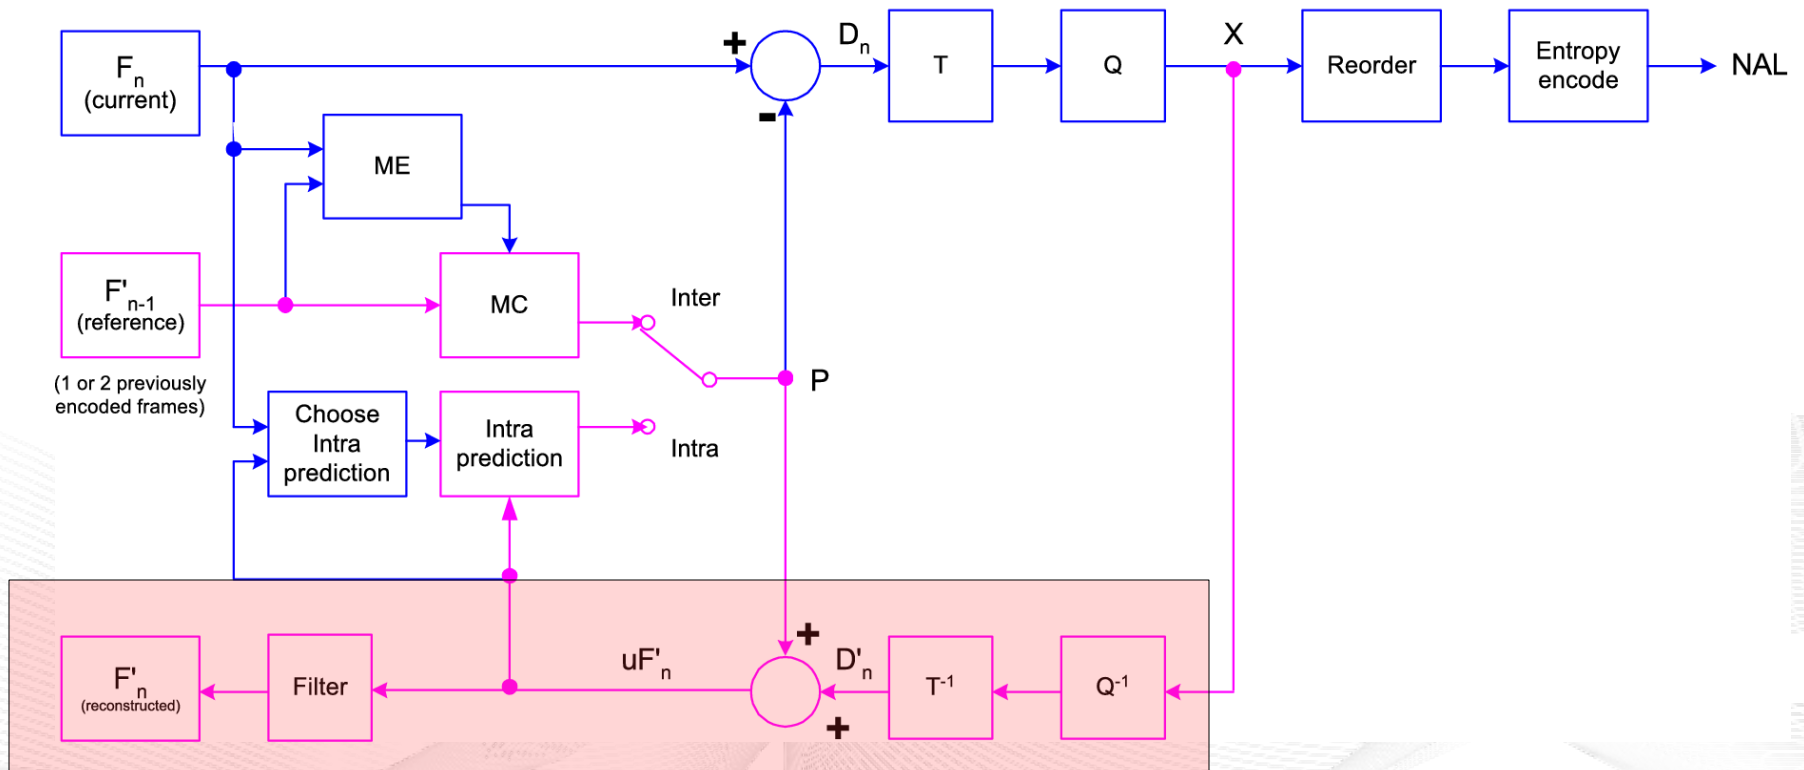 Fn
(current)
+
-
Dn
T
Q
X
Reorder
Entropy
encode
NAL
ME
F'n-1
(reference)
(1 or 2 previously
encoded frames)
MC
Inter
P
Choose
Intra
prediction
Intra
prediction
Intra
F'n
(reconstructed)
Filter
uF'n
+
+
D'n
T-1
Q-1